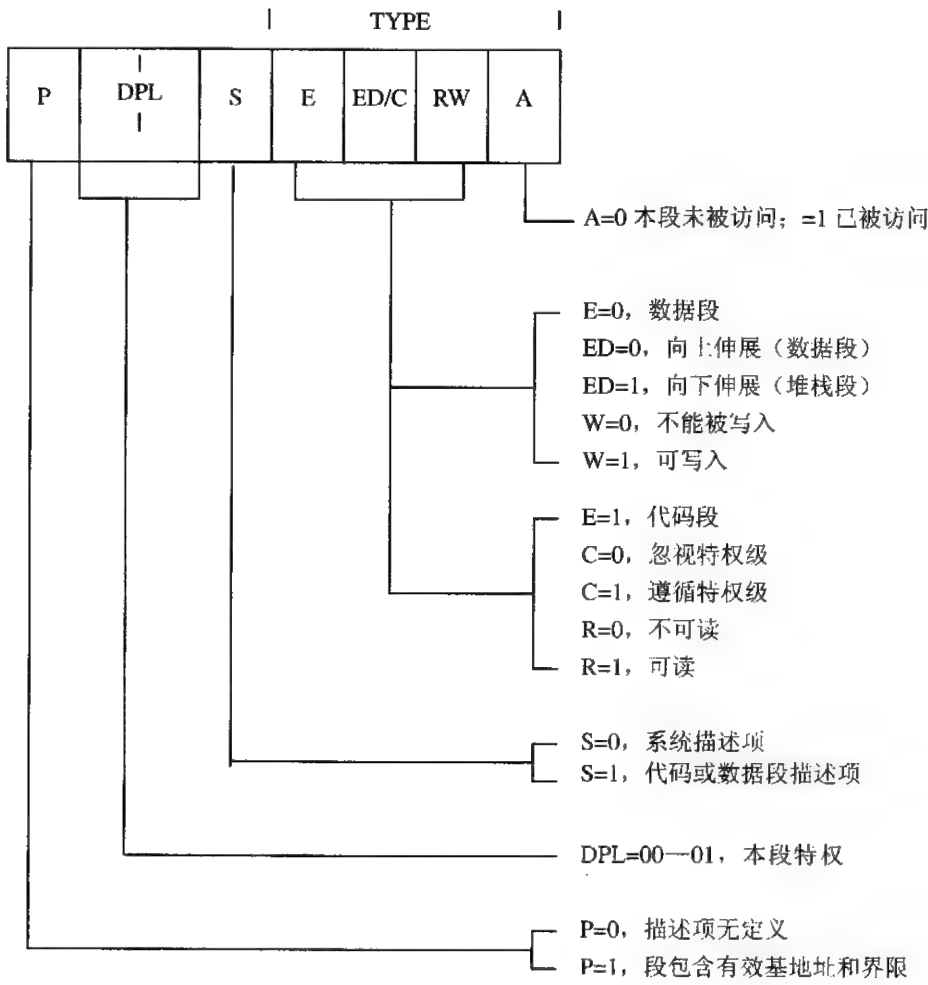 TYPE
P DPL S E ED/C RW A
A=0 本段未被访问；=1 已被访问
E=0，数据段
ED=0，向上伸展（数据段）
ED=1，向下伸展（堆栈段）
W=0，不能被写入
W=1，可写入
E=1，代码段
C=0，忽视特权级
C=1，遵循特权级
R=0，不可读
R=1，可读
S=0，系统描述项
S=1，代码或数据段描述项
DPL=00—01，本段特权
P=0，描述项无定义
P=1，段包含有效基地址和界限